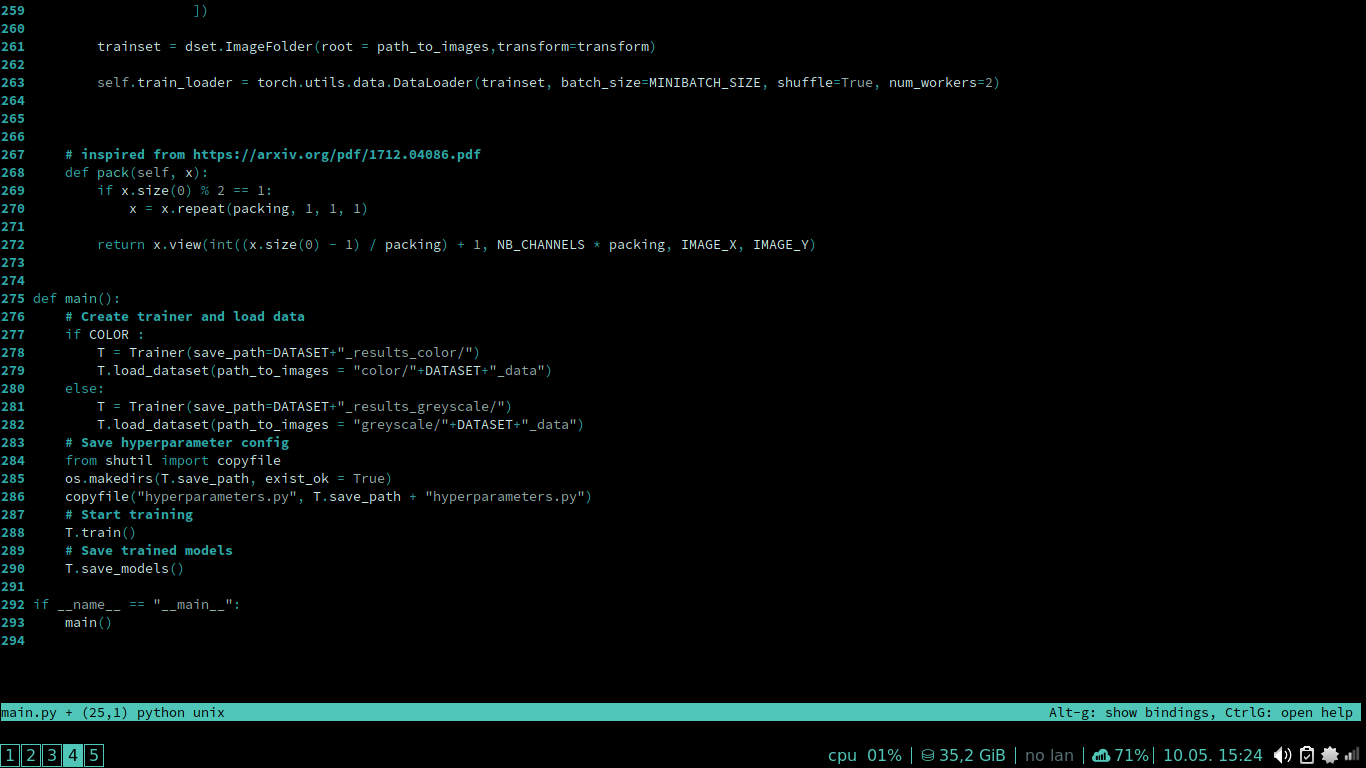 259                     ])
260
261         trainset = dset.ImageFolder(root = path_to_images,transform=transform)
262
263         self.train_loader = torch.utils.data.DataLoader(trainset, batch_size=MINIBATCH_SIZE, shuffle=True, num_workers=2)
264
265
266
267     # inspired from https://arxiv.org/pdf/1712.04086.pdf
268     def pack(self, x):
269         if x.size(0) % 2 == 1:
270             x = x.repeat(packing, 1, 1, 1)
271
272         return x.view(int((x.size(0) - 1) / packing) + 1, NB_CHANNELS * packing, IMAGE_X, IMAGE_Y)
273
274
275 def main():
276     # Create trainer and load data
277     if COLOR :
278         T = Trainer(save_path=DATASET+"_results_color/")
279         T.load_dataset(path_to_images = "color/"+DATASET+"_data")
280     else:
281         T = Trainer(save_path=DATASET+"_results_greyscale/")
282         T.load_dataset(path_to_images = "greyscale/"+DATASET+"_data")
283     # Save hyperparameter config
284     from shutil import copyfile
285     os.makedirs(T.save_path, exist_ok = True)
286     copyfile("hyperparameters.py", T.save_path + "hyperparameters.py")
287     # Start training
288     T.train()
289     # Save trained models
290     T.save_models()
291
292 if __name__ == "__main__":
293     main()
294
main.py + (25,1) python unix Alt-g: show bindings, CtrlG: open help
1 2 3 4 5 cpu 01% | 35,2 GiB | no lan | 71% | 10.05. 15:24